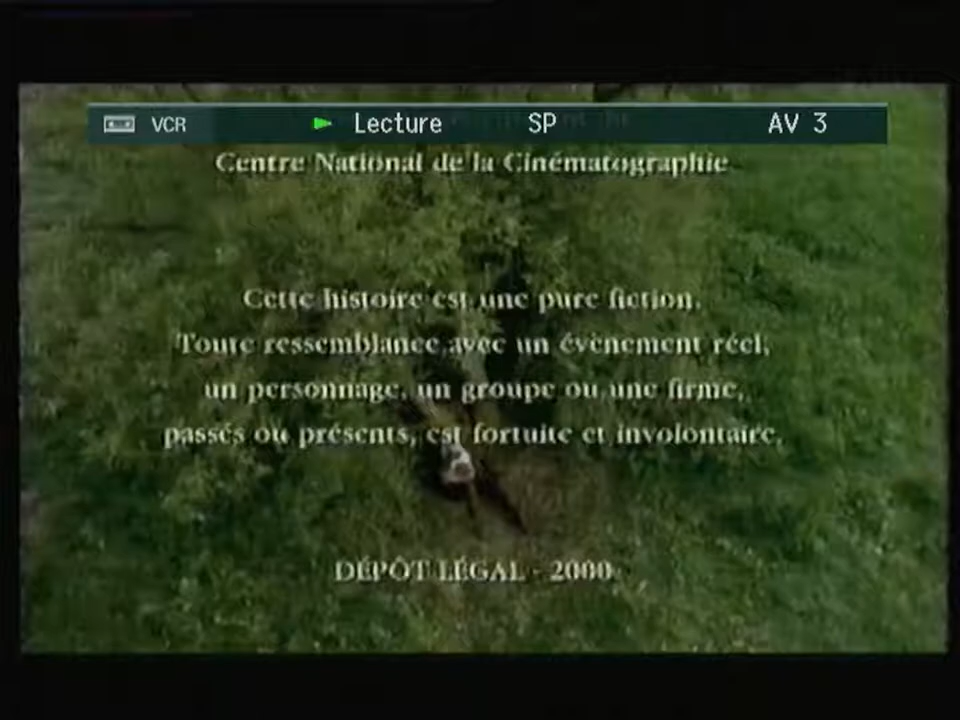 VCR Lecture SP AV 3
Centre National de la Cinématographie
Cette histoire est une pure fiction.
Toute ressemblance avec un évènement réel,
un personnage, un groupe ou une firme,
passés ou présents, est fortuite et involontaire.
DÉPÔT LÉGAL - 2000